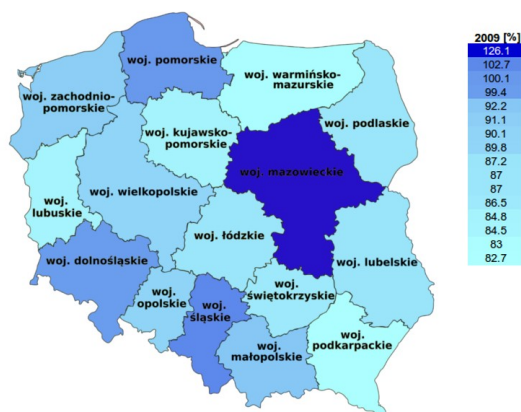 2009 [%]
126.1
102.7
100.1
99.4
92.2
91.1
90.1
89.8
87.2
87
87
86.5
84.8
84.5
83
82.7
woj. pomorskie
woj. warmińsko-
mazurskie
woj. zachodnio-
pomorskie
woj. kujawsko-
pomorskie
woj. podlaskie
woj. mazowieckie
woj.
lubuskie
woj. wielkopolskie
woj. łódzkie
woj. dolnośląskie
woj. lubelskie
woj.
opolskie
woj.
śląskie
woj.
świętokrzyskie
woj.
małopolskie
woj.
podkarpackie